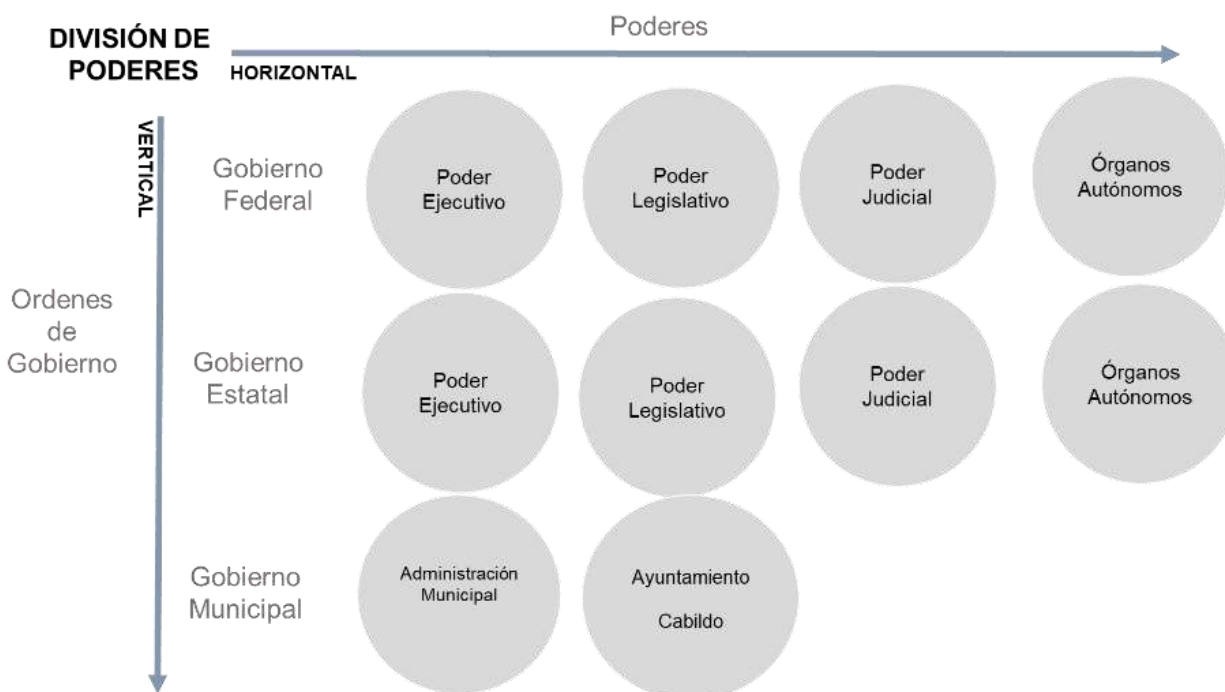 DIVISIÓN DE
PODERES
Poderes
HORIZONTAL
VERTICAL
Ordenes
de
Gobierno
Gobierno
Federal
Poder
Ejecutivo
Poder
Legislativo
Poder
Judicial
Órganos
Autónomos
Gobierno
Estatal
Poder
Ejecutivo
Poder
Legislativo
Poder
Judicial
Órganos
Autónomos
Gobierno
Municipal
Administración
Municipal
Ayuntamiento
Cabildo